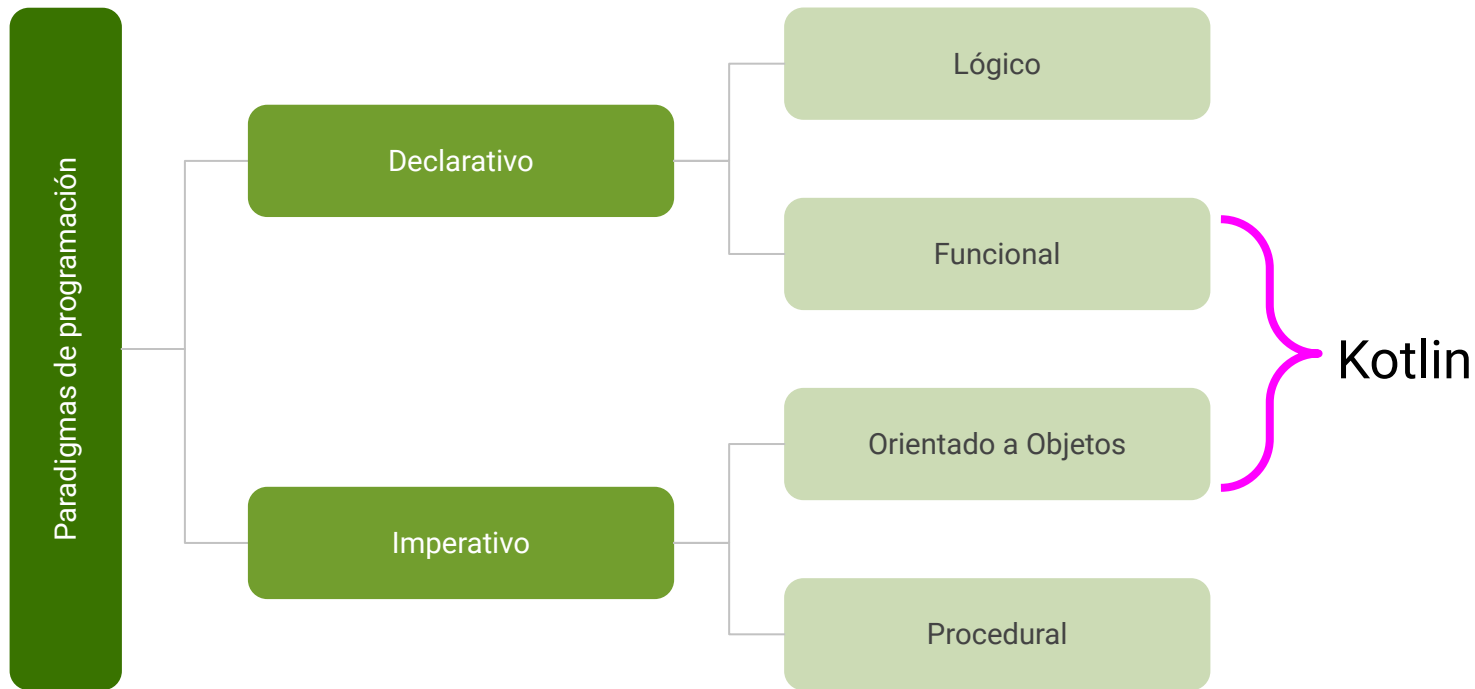 Paradigmas de programación
Declarativo
Lógico
Funcional
Imperativo
Orientado a Objetos
Procedural
Kotlin